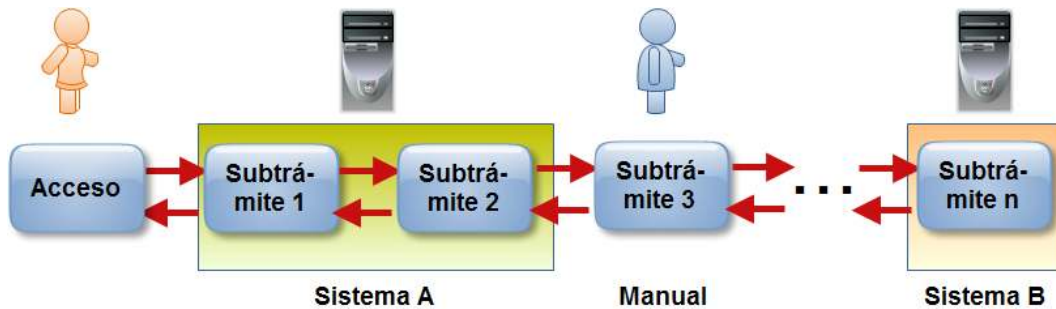 Acceso
Subtrá-
mite 1
Subtrá-
mite 2
Subtrá-
mite 3
...
Subtrá-
mite n
Sistema A
Manual
Sistema B